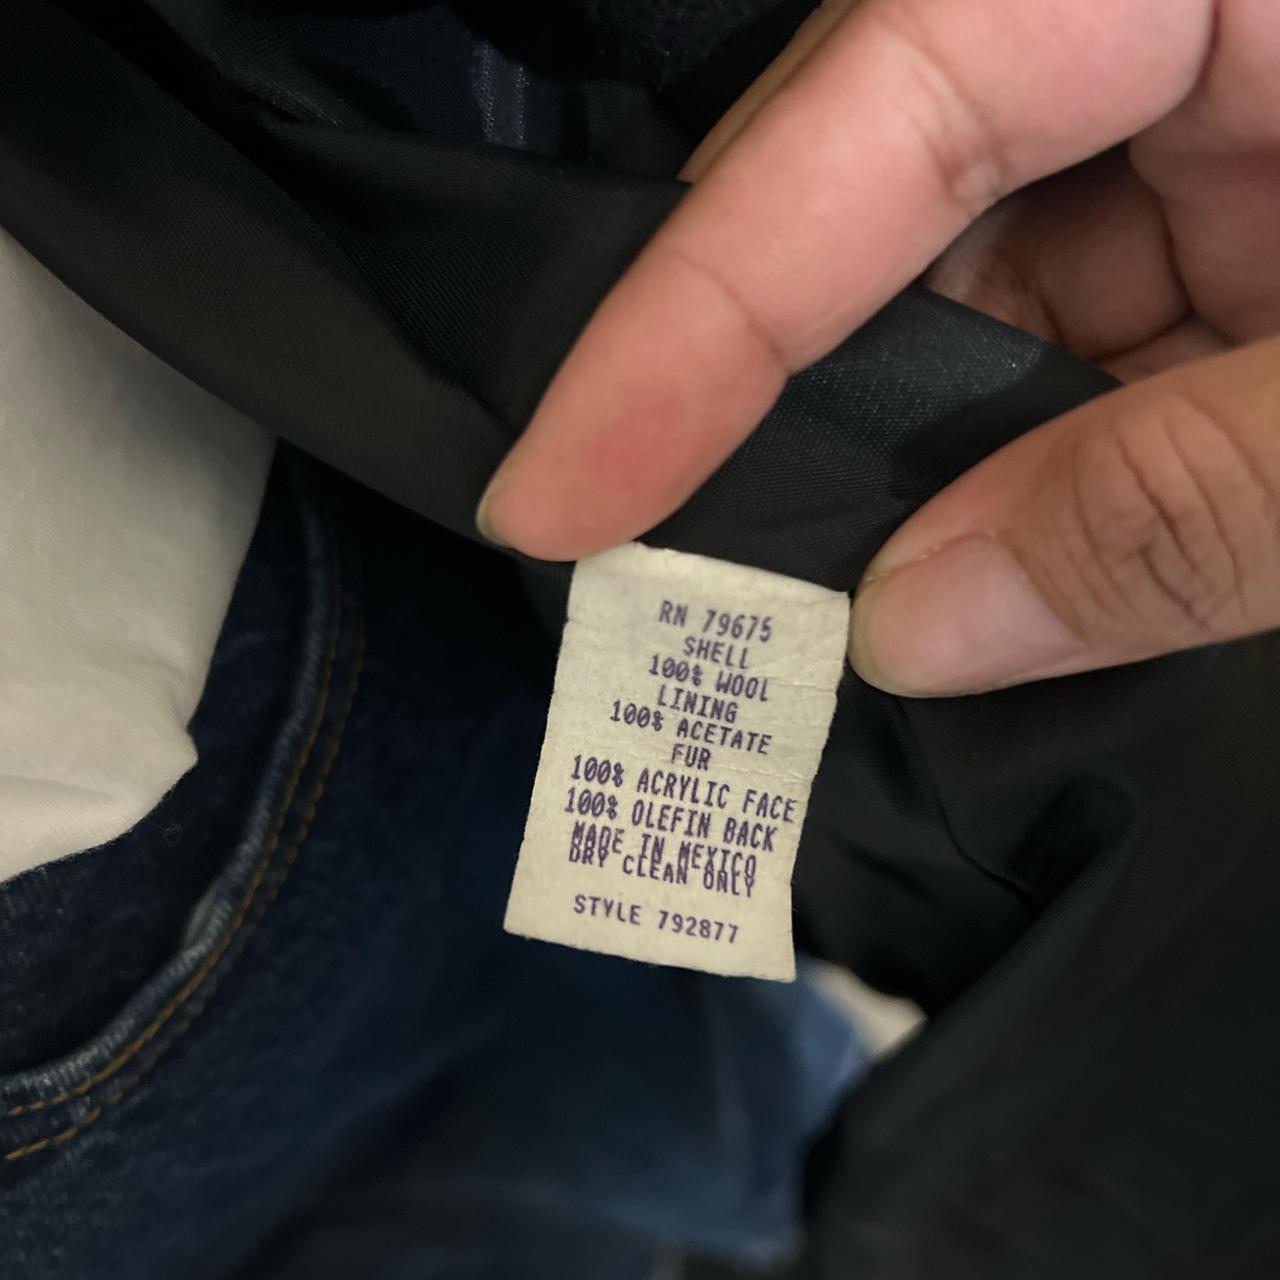 RN 79675
SHELL
100% WOOL
LINING
100% ACETATE
FUR
100% ACRYLIC FACE
100% OLEFIN BACK
MADE IN MEXICO
DRY CLEAN ONLY
STYLE 792877